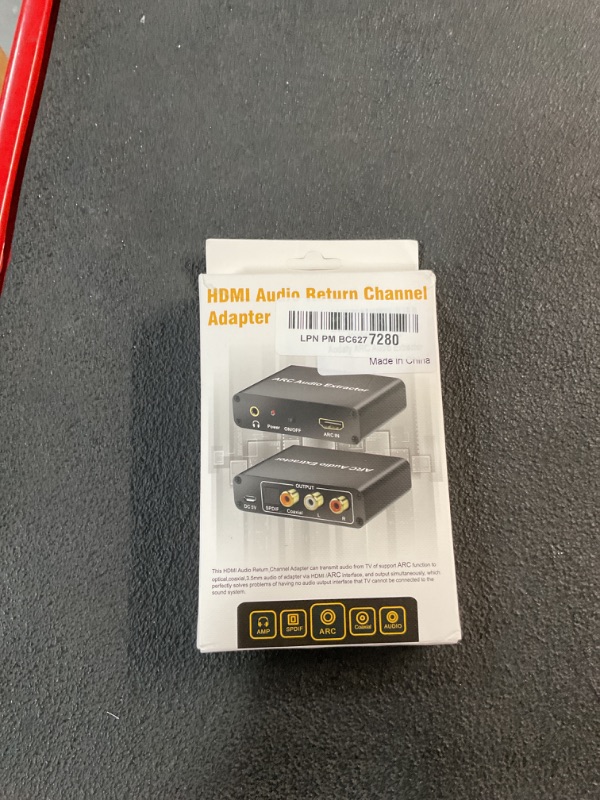 HDMI Audio Return Channel
Adapter
LPN PM BC627 7280
Made in China
ARC Audio Extractor
Power
ON/OFF
ARC IN
ARC Audio Extractor
OUTPUT
DC 5V
SPDIF
Coaxial
L
R
This HDMI Audio Return,Channel Adapter can transmit audio from TV of support ARC function to
optical,coaxial,3.5mm audio of adapter via HDMI /ARC interface, and output simultaneously, which
perfectly solves problems of having no audio output interface that TV cannot be connected to the
sound system.
AMP
SPDIF
ARC
Coaxial
AUDIO